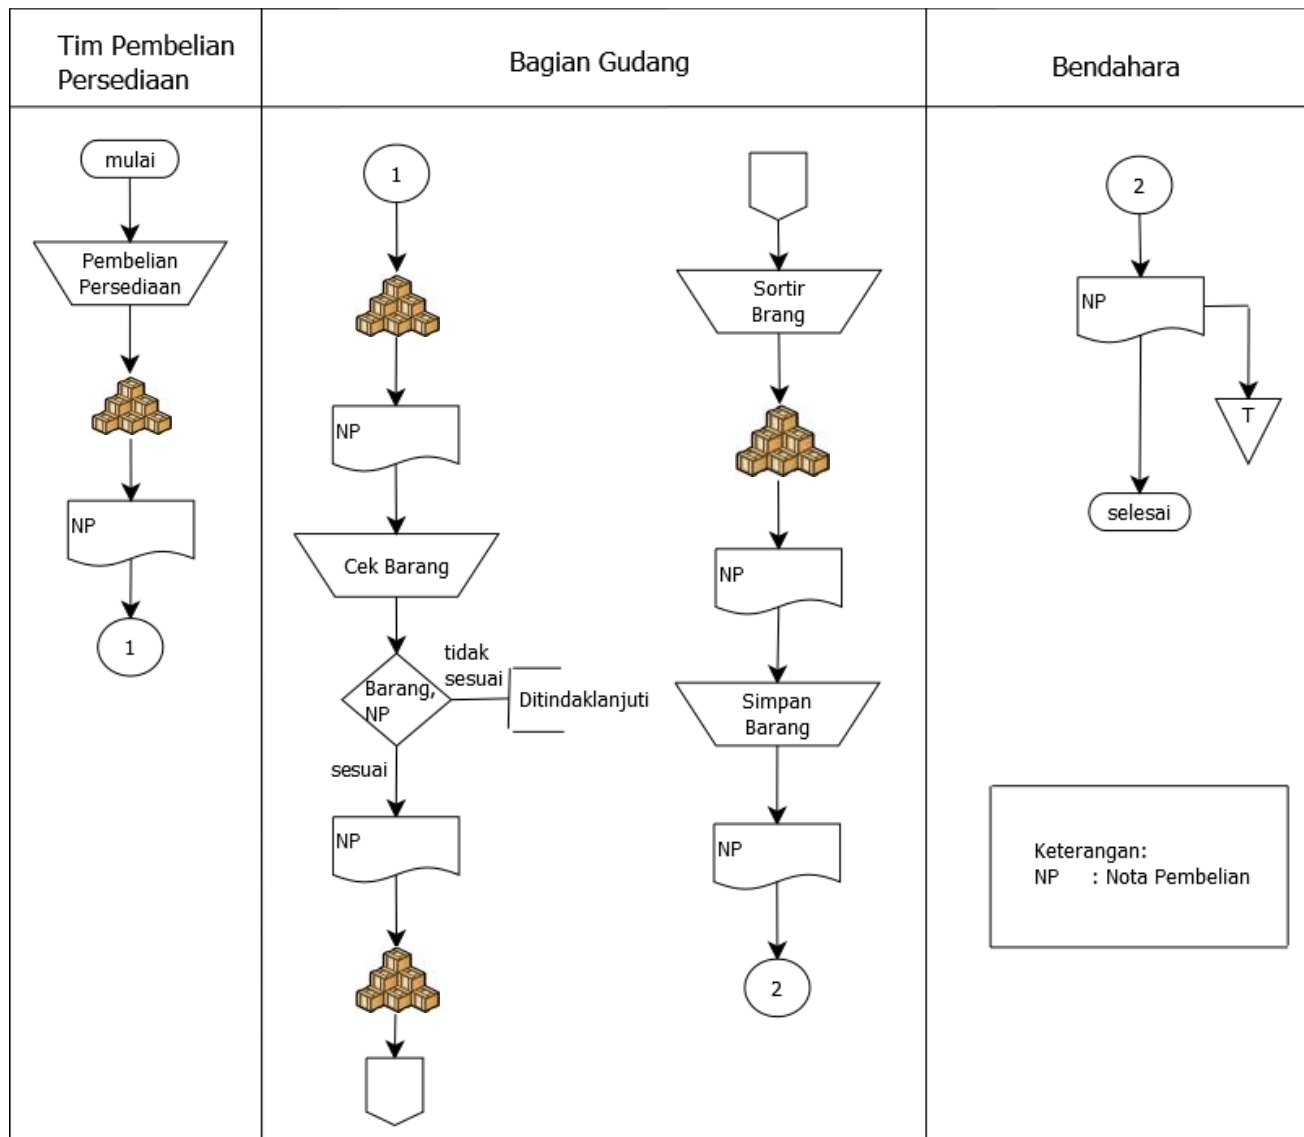 Tim Pembelian
Persediaan
Bagian Gudang
Bendahara
mulai
Pembelian
Persediaan
NP
1
1
NP
Cek Barang
Barang,
NP
tidak
sesuai
Ditindaklanjuti
sesuai
NP
Sortir
Brang
NP
Simpan
Barang
NP
2
2
NP
T
selesai
Keterangan:
NP : Nota Pembelian